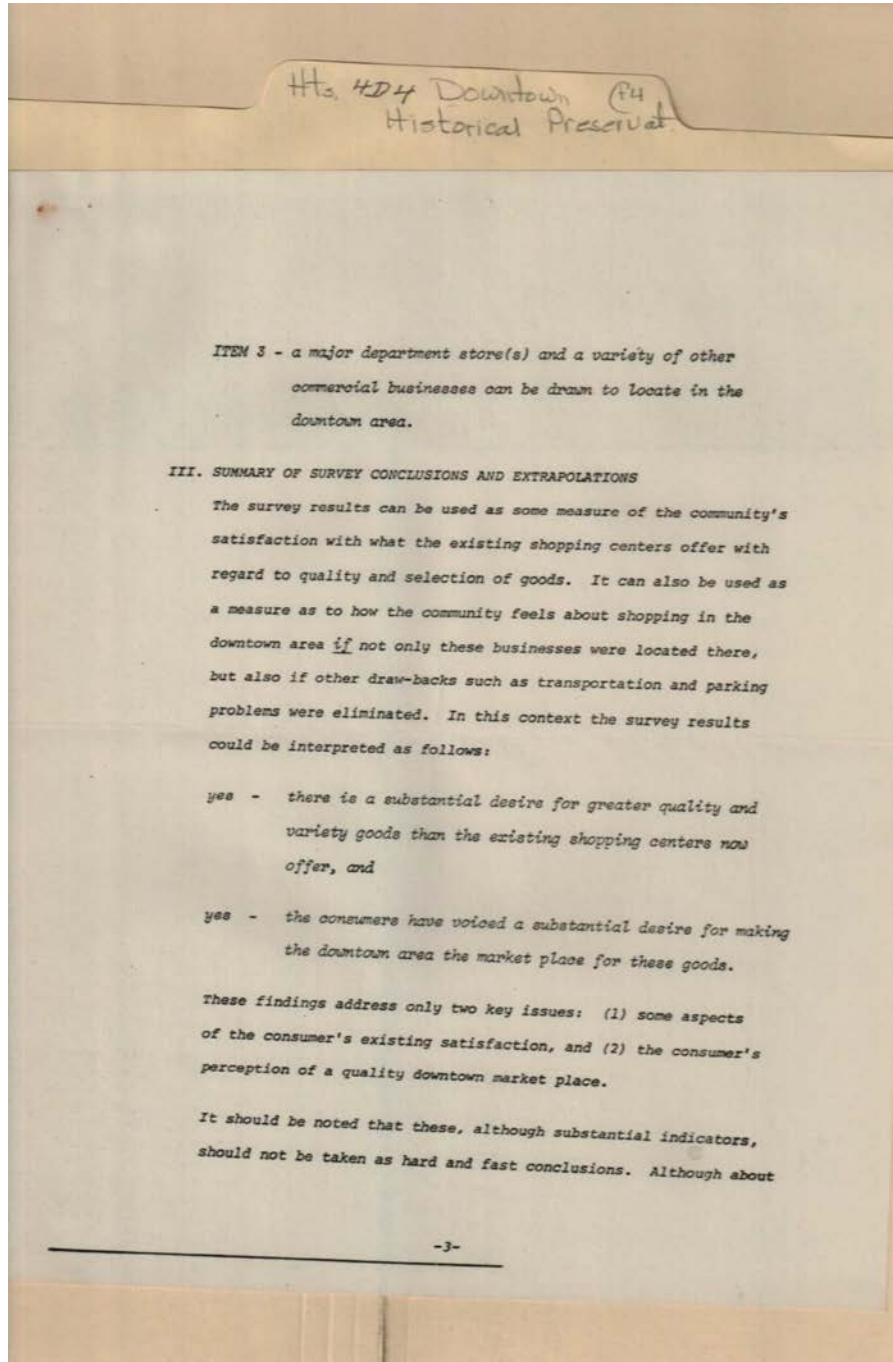 Hts. 4D4 Downtown (P4
Historical Preservat.
ITEM 3 - a major department store(s) and a variety of other
commercial businesses can be drawn to locate in the
downtown area.
III. SUMMARY OF SURVEY CONCLUSIONS AND EXTRAPOLATIONS
The survey results can be used as some measure of the community's
satisfaction with what the existing shopping centers offer with
regard to quality and selection of goods. It can also be used as
a measure as to how the community feels about shopping in the
downtown area if not only these businesses were located there,
but also if other draw-backs such as transportation and parking
problems were eliminated. In this context the survey results
could be interpreted as follows:
yes - there is a substantial desire for greater quality and
variety goods than the existing shopping centers now
offer, and
yes - the consumers have voiced a substantial desire for making
the downtown area the market place for these goods.
These findings address only two key issues: (1) some aspects
of the consumer's existing satisfaction, and (2) the consumer's
perception of a quality downtown market place.
It should be noted that these, although substantial indicators,
should not be taken as hard and fast conclusions. Although about
-3-